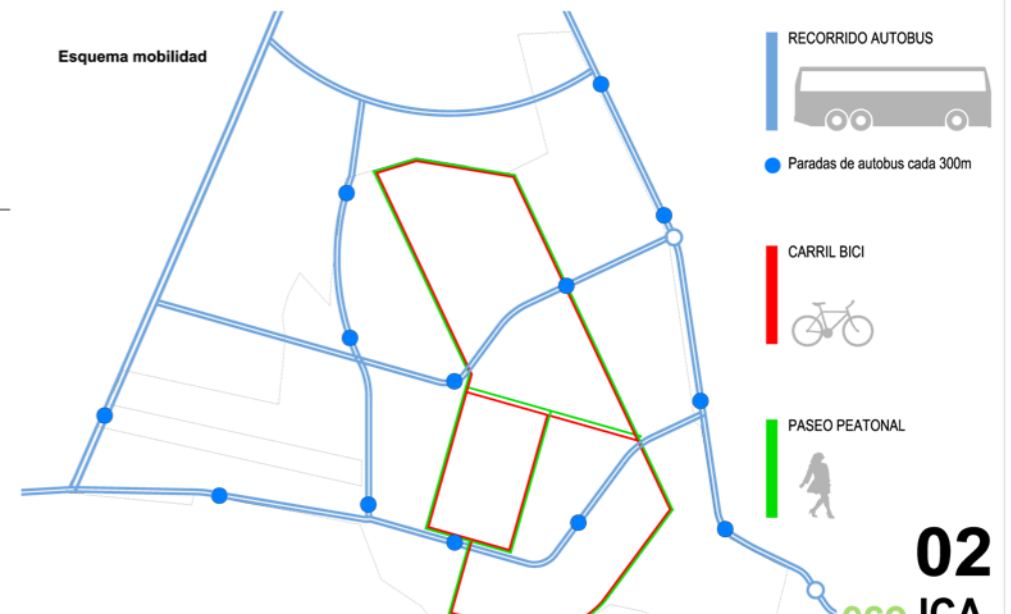 Esquema mobilidad
RECORRIDO AUTOBUS
Paradas de autobus cada 300m
CARRIL BICI
PASEO PEATONAL
02